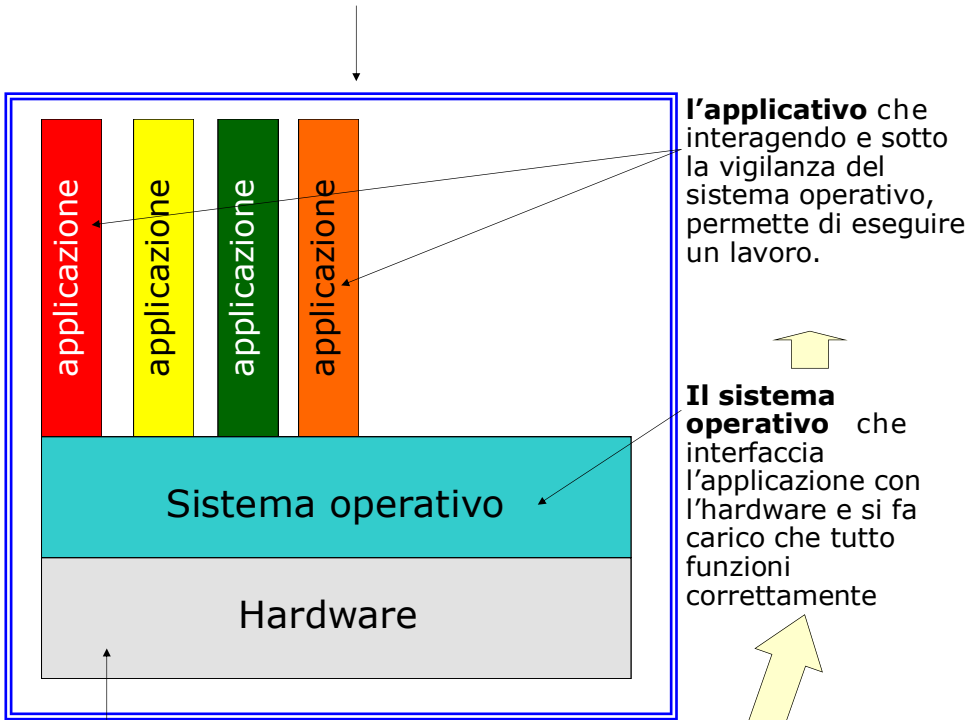 applicazione
applicazione
applicazione
applicazione
Sistema operativo
Hardware
l’applicativo che
interagendo e sotto
la vigilanza del
sistema operativo,
permette di eseguire
un lavoro.
Il sistema
operativo che
interfaccia
l’applicazione con
l’hardware e si fa
carico che tutto
funzioni
correttamente